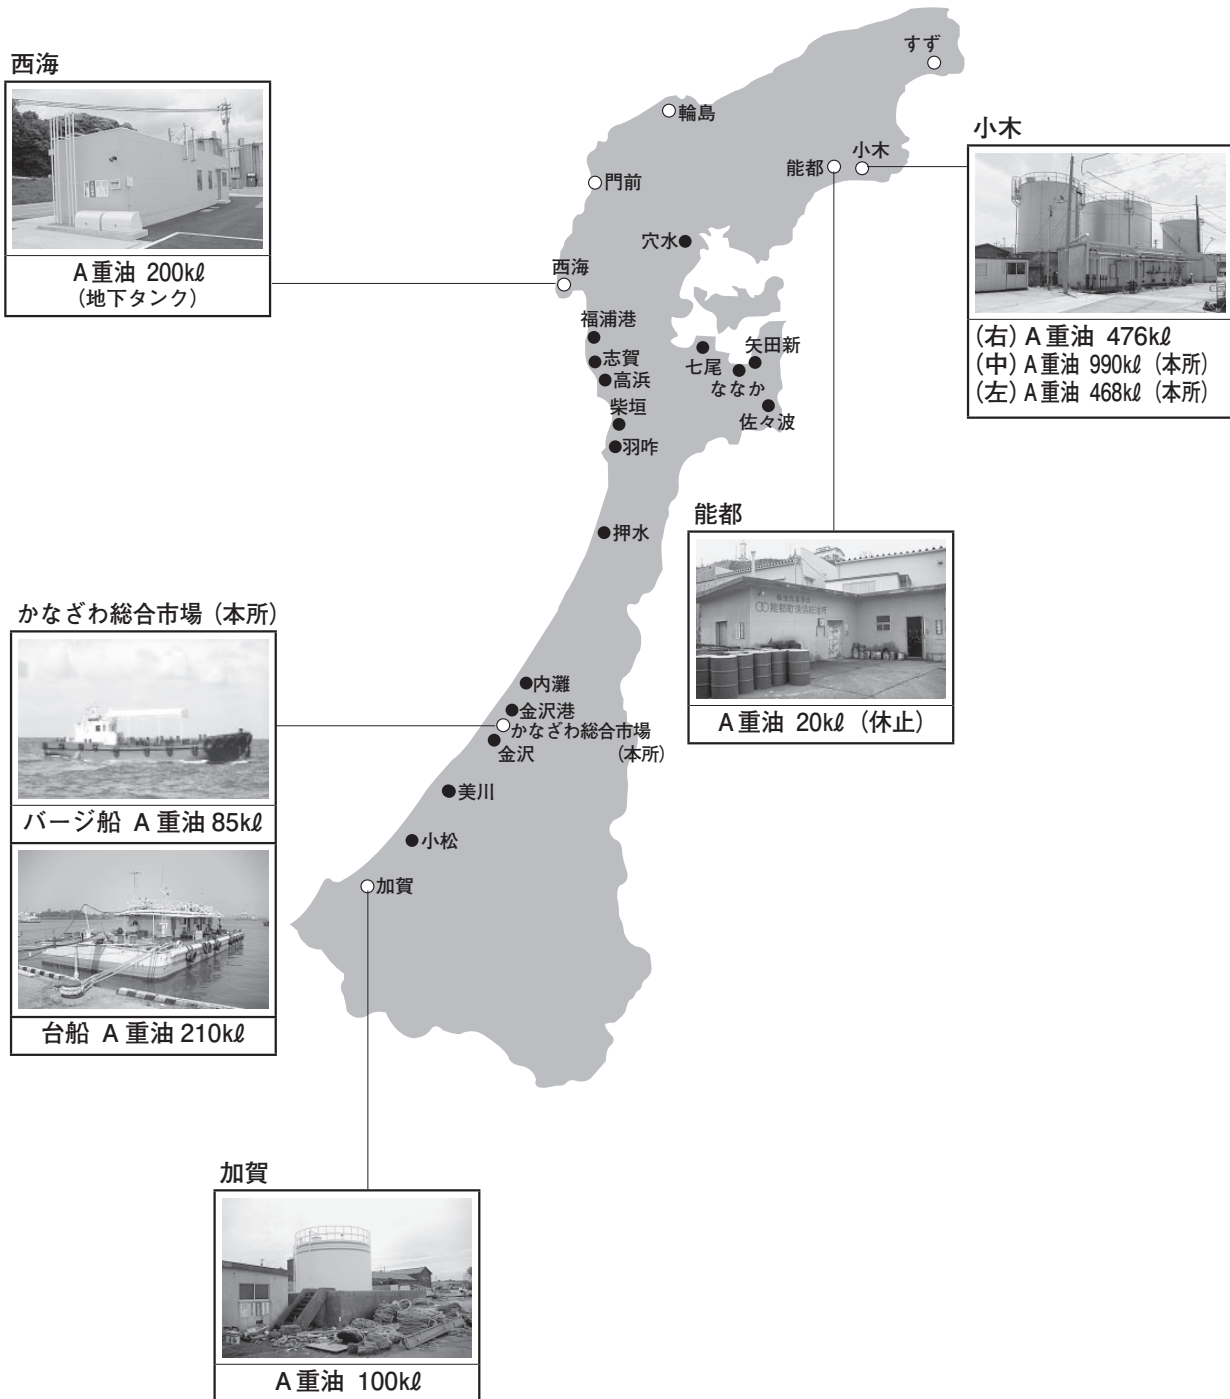 西海
A重油 200kℓ
(地下タンク)
すず
輪島
門前
能都
小木
穴水
西海
福浦港
志賀
高浜
柴垣
羽咋
七尾
矢田新
ななか
佐々波
押水
内灘
金沢港
かなざわ総合市場
(本所)
金沢
美川
小松
加賀
小木
(右) A重油 476kℓ
(中) A重油 990kℓ (本所)
(左) A重油 468kℓ (本所)
能都
A重油 20kℓ (休止)
かなざわ総合市場 (本所)
バージ船 A重油 85kℓ
台船 A重油 210kℓ
加賀
A重油 100kℓ